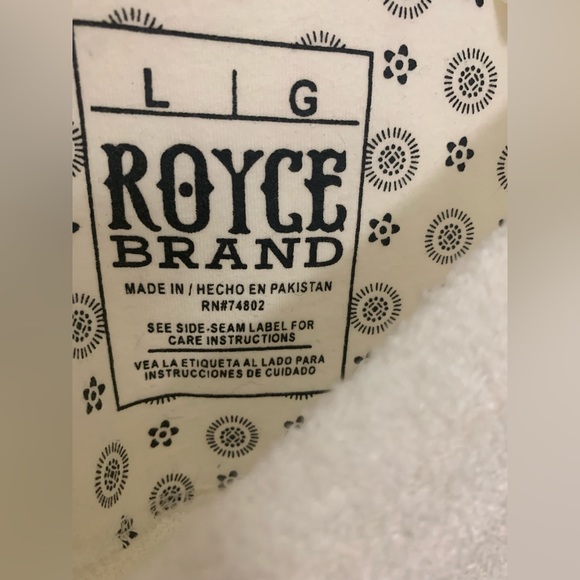 L | G
ROYCE
BRAND
MADE IN / HECHO EN PAKISTAN
RN#74802
SEE SIDE-SEAM LABEL FOR
CARE INSTRUCTIONS
VEA LA ETIQUETA AL LADO PARA
INSTRUCCIONES DE CUIDADO